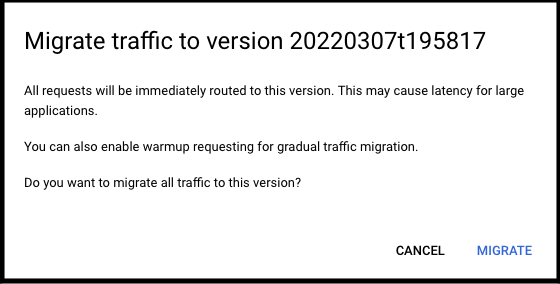 Migrate traffic to version 20220307t195817
All requests will be immediately routed to this version. This may cause latency for large
applications.
You can also enable warmup requesting for gradual traffic migration.
Do you want to migrate all traffic to this version?
CANCEL MIGRATE